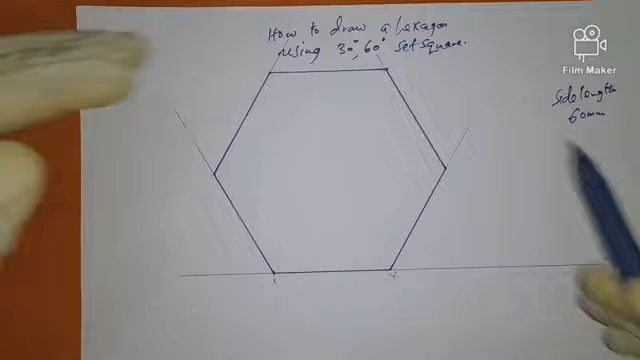 How to draw a hexagon
using 30°, 60° set square.
Film Maker
Side length
60mm
X
Y